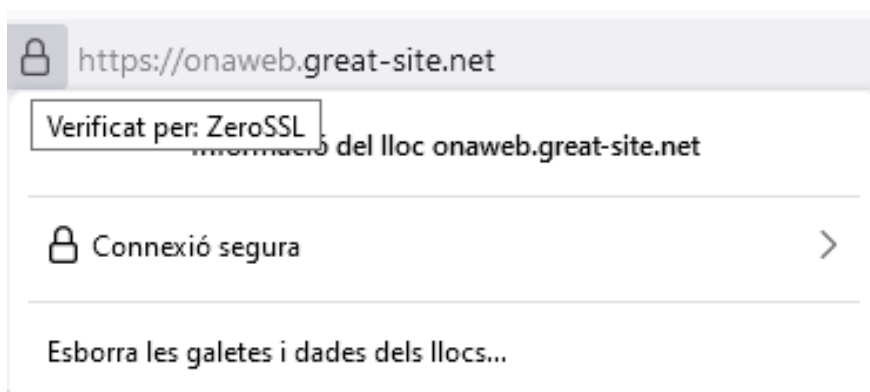 https://onaweb.great-site.net
Verificat per: ZeroSSL
del lloc onaweb.great-site.net
Connexió segura
Esborra les galetes i dades dels llocs...